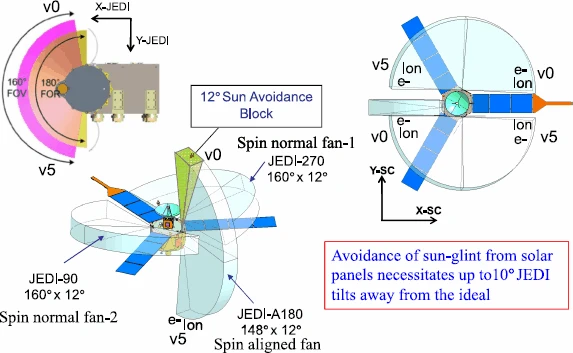 v0
X-JEDI
Y-JEDI
160°
FOV
180°
FOR
v5
12° Sun Avoidance
Block
v0
Spin normal fan-1
JEDI-270
160° x 12°
JEDI-90
160° x 12°
Spin normal fan-2
e-
Ion
v5
JEDI-A180
148° x 12°
Spin aligned fan
v5
Ion
e-
e-
Ion
v0
v0
e-
Ion
Ion
e-
v5
Y-SC
X-SC
Avoidance of sun-glint from solar
panels necessitates up to10° JEDI
tilts away from the ideal